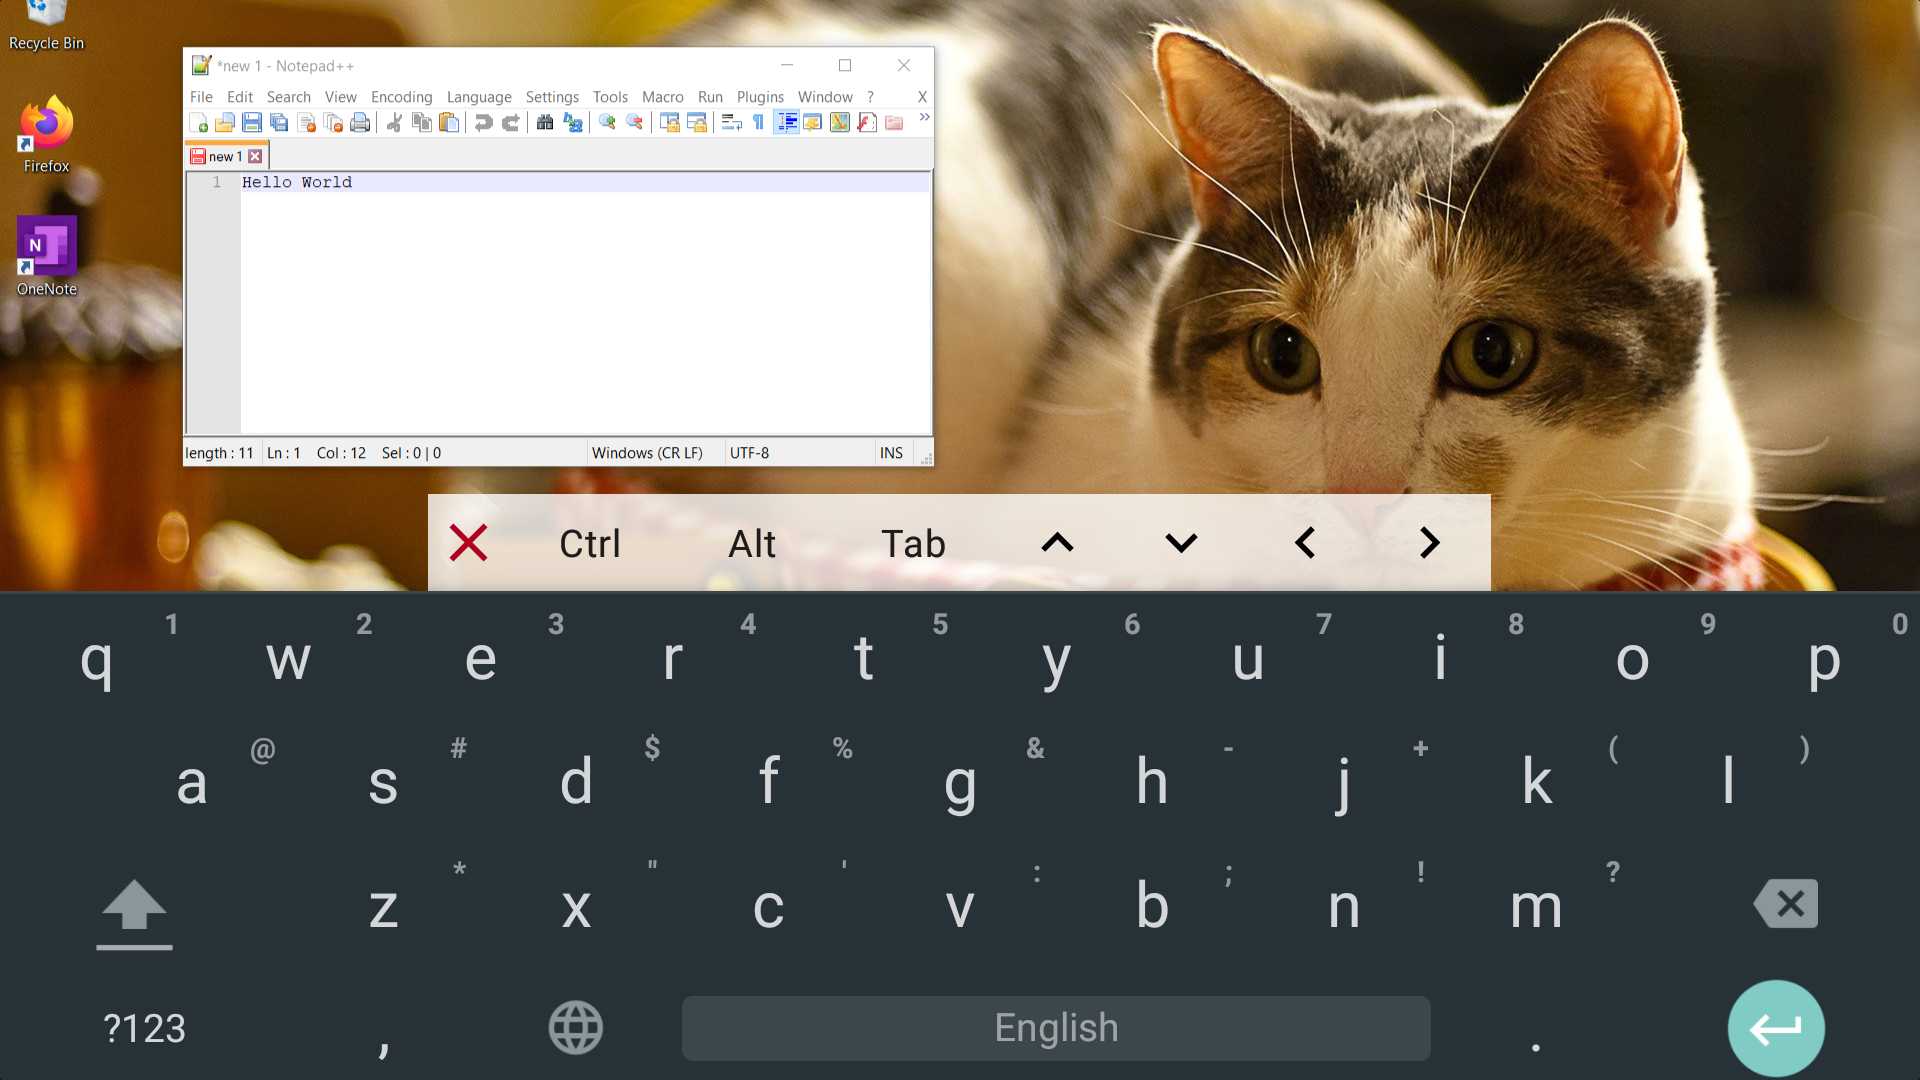 Recycle Bin
Firefox
N
OneNote
*new 1 - Notepad++
File Edit Search View Encoding Language Settings Tools Macro Run Plugins Window ? X
new 1
1 Hello World
length : 11 Ln : 1 Col : 12 Sel : 0 | 0 Windows (CR LF) UTF-8 INS
Ctrl Alt Tab
1 2 3 4 5 6 7 8 9 0
q w e r t y u i o p
@ # $ % & - + ( )
a s d f g h j k l
* " ' : ; ! ?
z x c v b n m
?123 , English .